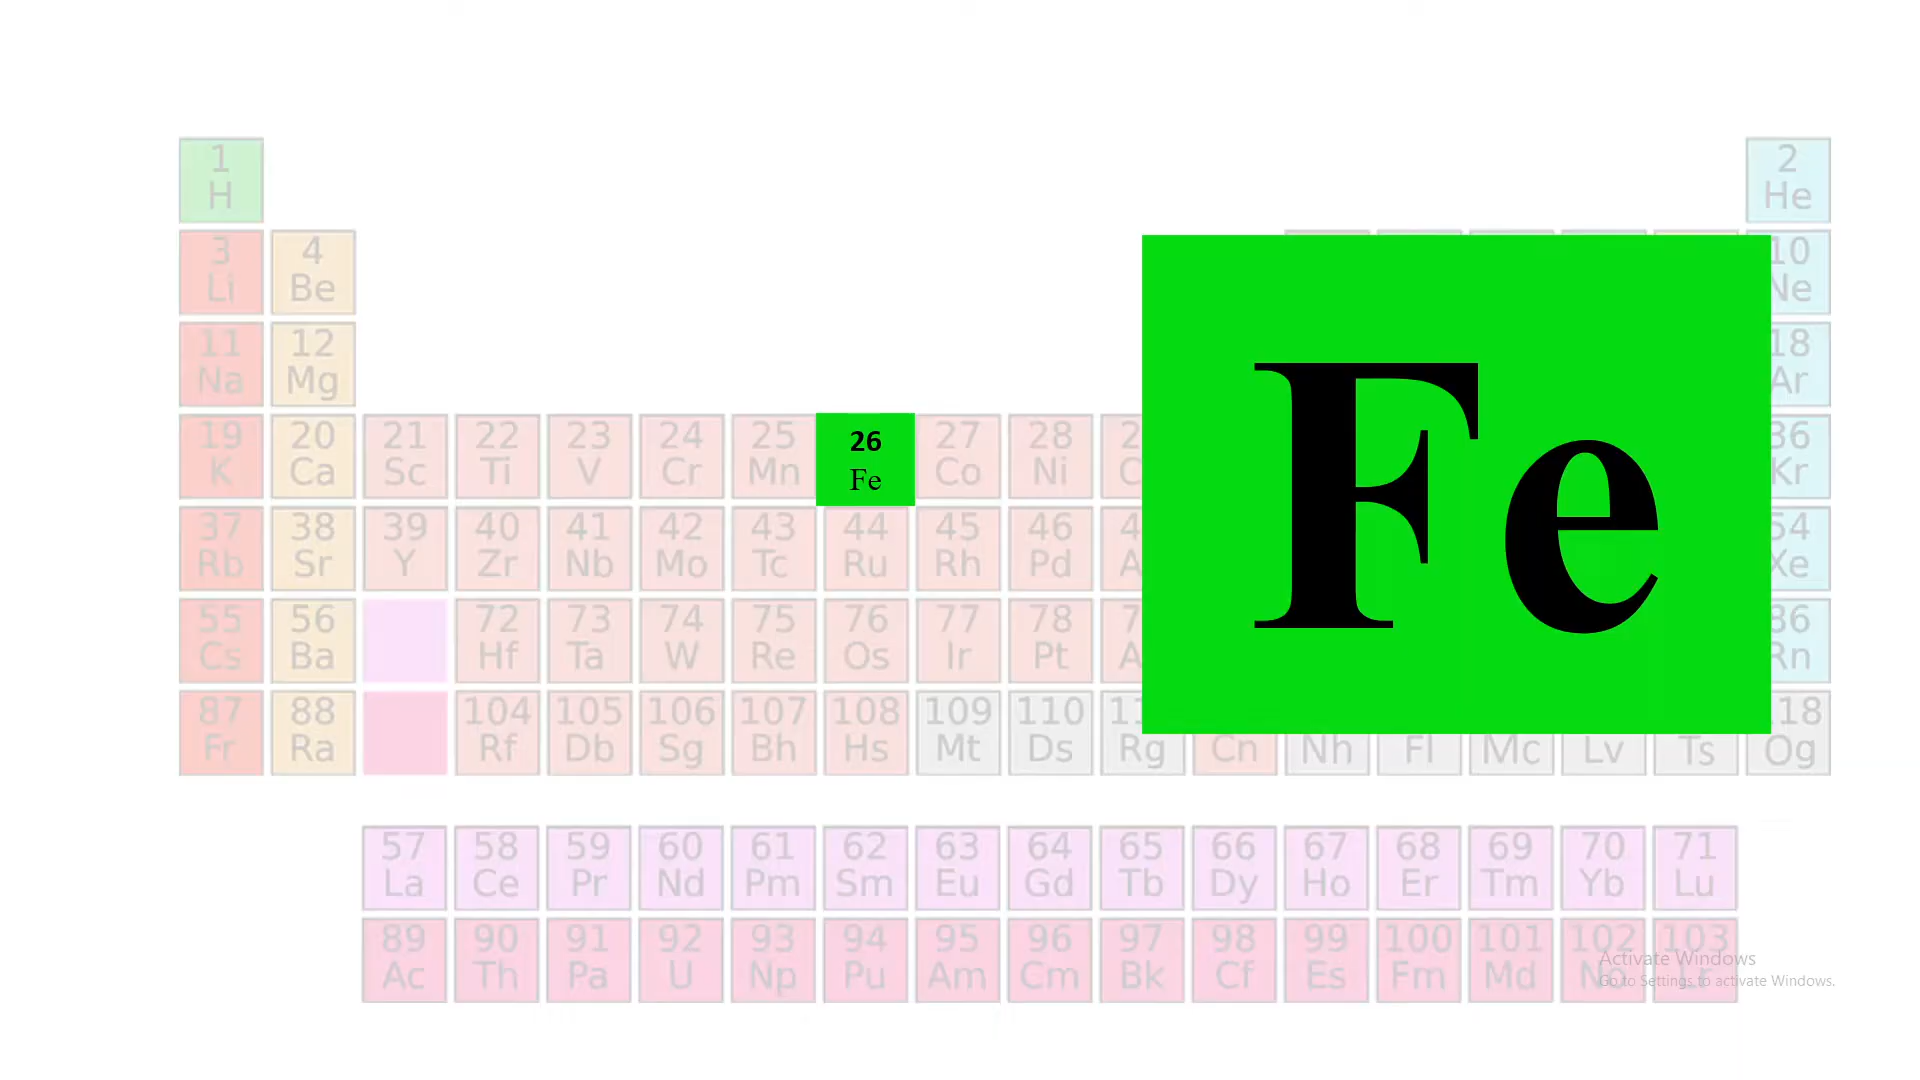 1 2
H He
3 4 10
Li Be Ne
11 12 18
Na Mg Ar
19 20 21 22 23 24 25 26 27 28 36
K Ca Sc Ti V Cr Mn Fe Co Ni Kr
Fe
37 38 39 40 41 42 43 44 45 46 54
Rb Sr Y Zr Nb Mo Tc Ru Rh Pd Xe
55 56 72 73 74 75 76 77 78 86
Cs Ba Hf Ta W Re Os Ir Pt Rn
87 88 104 105 106 107 108 109 110 118
Fr Ra Rf Db Sg Bh Hs Mt Ds Rg Cn Nh Fl Mc Lv Ts Og
57 58 59 60 61 62 63 64 65 66 67 68 69 70 71
La Ce Pr Nd Pm Sm Eu Gd Tb Dy Ho Er Tm Yb Lu
89 90 91 92 93 94 95 96 97 98 99 100 101 102 103
Ac Th Pa U Np Pu Am Cm Bk Cf Es Fm Md No Lr
Activate Windows
Go to Settings to activate Windows.